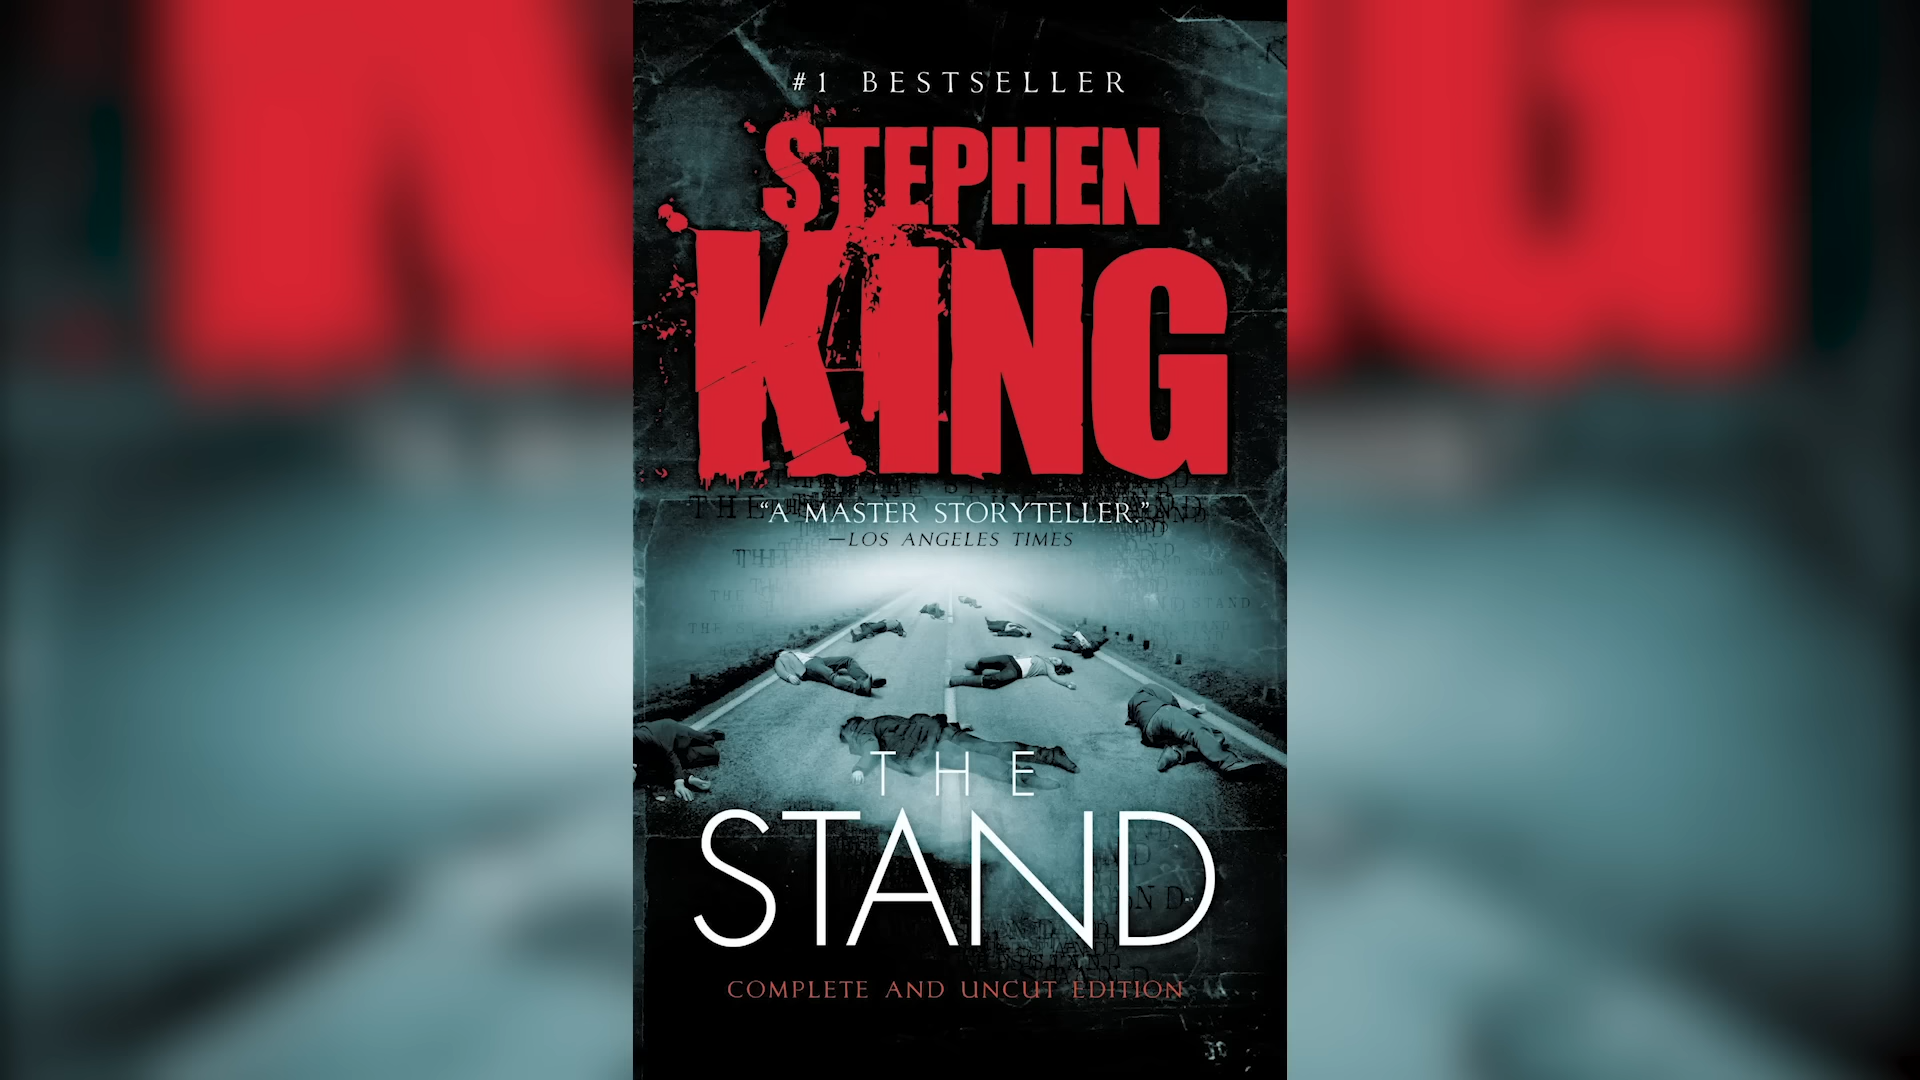 #1 BESTSELLER
STEPHEN
KING
"A MASTER STORYTELLER."
—LOS ANGELES TIMES
THE
STAND
COMPLETE AND UNCUT EDITION